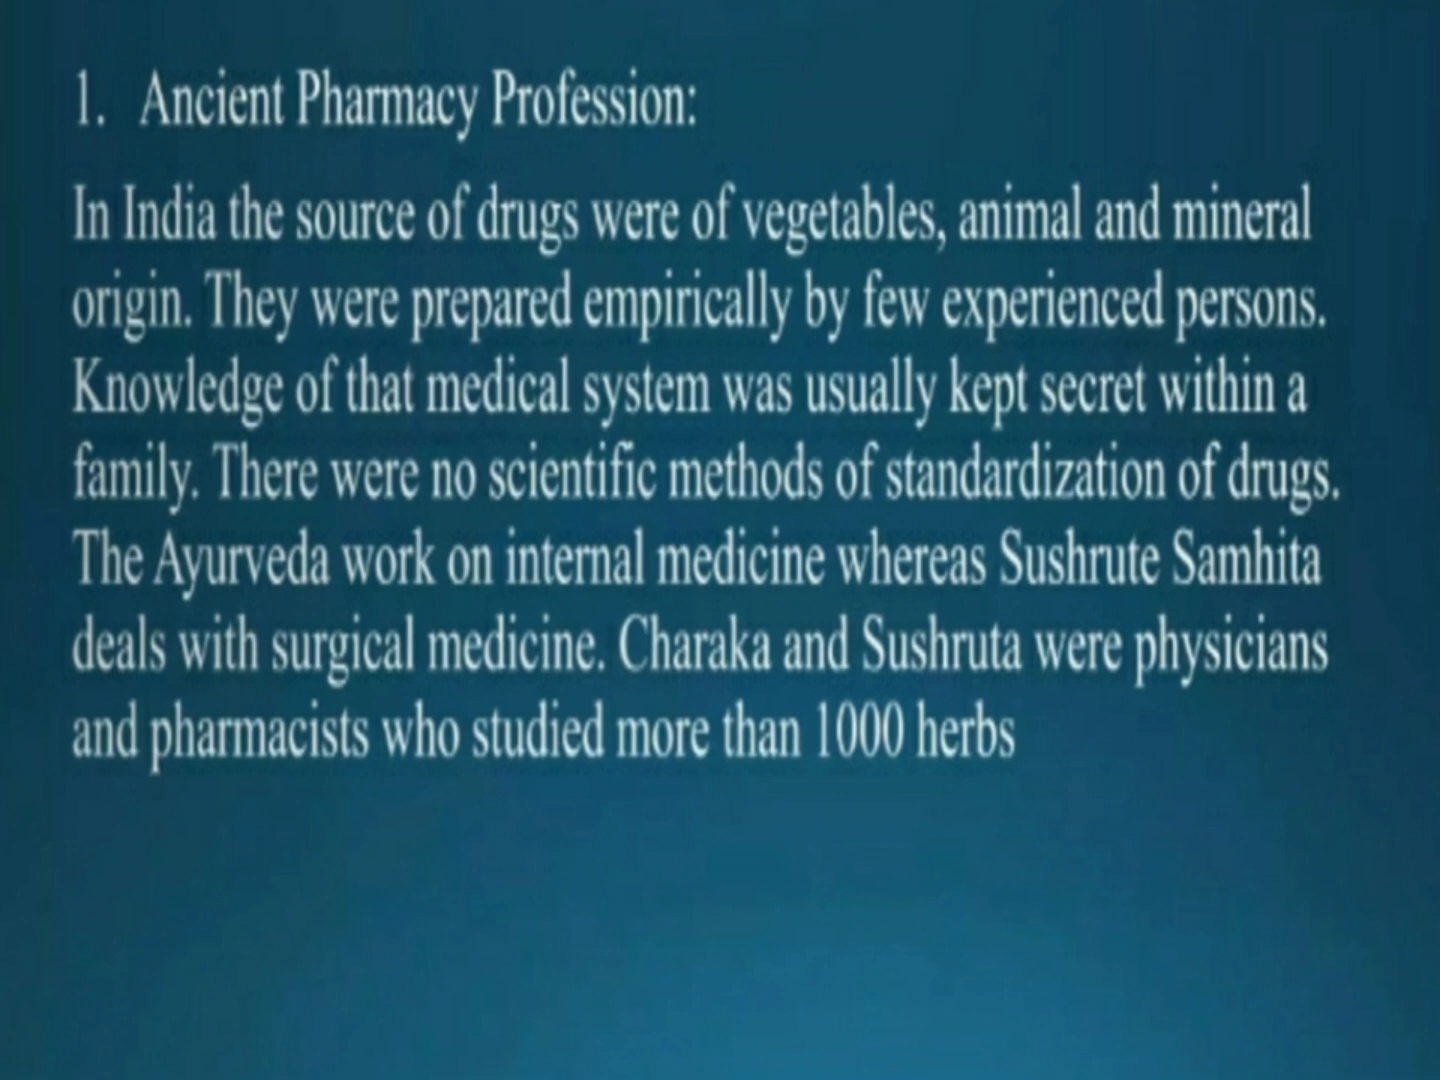 1. Ancient Pharmacy Profession:
In India the source of drugs were of vegetables, animal and mineral
origin. They were prepared empirically by few experienced persons.
Knowledge of that medical system was usually kept secret within a
family. There were no scientific methods of standardization of drugs.
The Ayurveda work on internal medicine whereas Sushrute Samhita
deals with surgical medicine. Charaka and Sushruta were physicians
and pharmacists who studied more than 1000 herbs